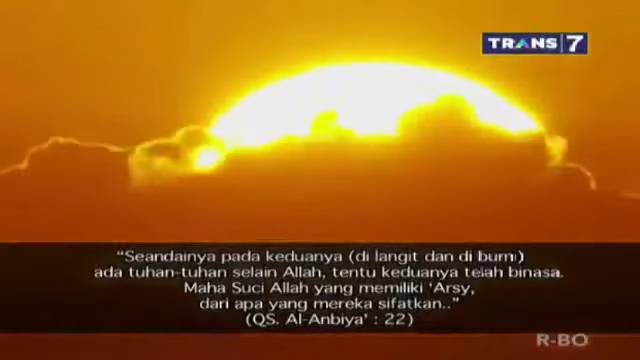 TRANS 7
"Seandainya pada keduanya (di langit dan di bumi)
ada tuhan-tuhan selain Allah, tentu keduanya telah binasa.
Maha Suci Allah yang memiliki 'Arsy,
dari apa yang mereka sifatkan.."
(QS. Al-Anbiya' : 22)
R-BO